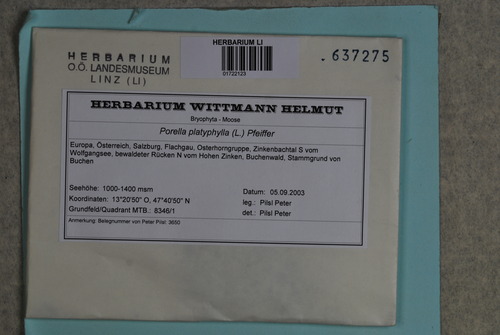 HERBARIUM
O.Ö. LANDESMUSEUM
LINZ (LI)
HERBARIUM LI
01722123
.637275
HERBARIUM WITTMANN HELMUT
Bryophyta - Moose
Porella platyphylla (L.) Pfeiffer
Europa, Österreich, Salzburg, Flachgau, Osterhorngruppe, Zinkenbachtal S vom
Wolfgangsee, bewaldeter Rücken N vom Hohen Zinken, Buchenwald, Stammgrund von
Buchen
Seehöhe: 1000-1400 msm
Datum: 05.09.2003
Koordinaten: 13°20'50" O, 47°40'50" N
leg.: Pilsl Peter
Grundfeld/Quadrant MTB.: 8346/1
det.: Pilsl Peter
Anmerkung: Belegnummer von Peter Pilsl: 3650